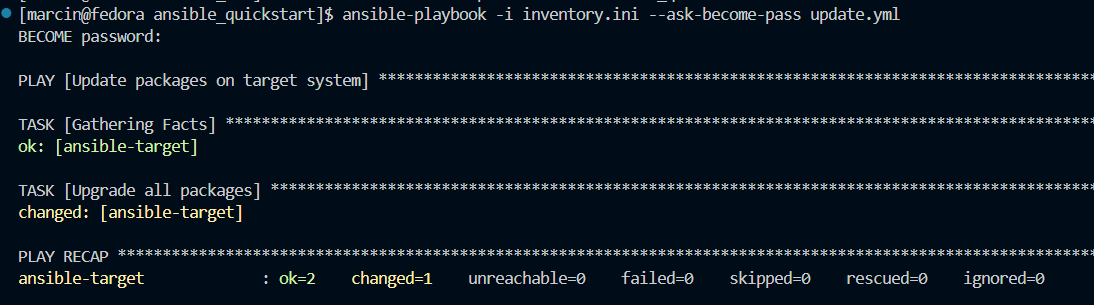 [marcin@fedora ansible_quickstart]$ ansible-playbook -i inventory.ini --ask-become-pass update.yml
BECOME password:
PLAY [Update packages on target system] *****************************************************************************
TASK [Gathering Facts] **********************************************************************************************
ok: [ansible-target]
TASK [Upgrade all packages] *****************************************************************************************
changed: [ansible-target]
PLAY RECAP **********************************************************************************************************
ansible-target             : ok=2    changed=1    unreachable=0    failed=0    skipped=0    rescued=0    ignored=0